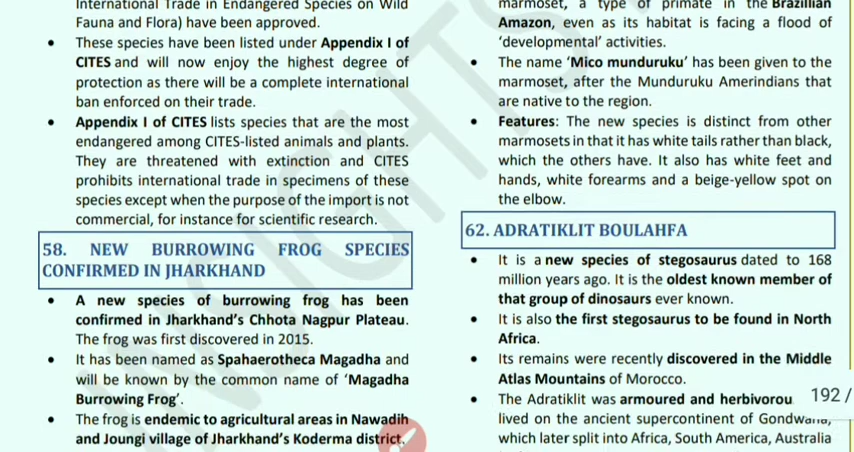 International Trade in Endangered Species on Wild
Fauna and Flora) have been approved.
• These species have been listed under Appendix I of
CITES and will now enjoy the highest degree of
protection as there will be a complete international
ban enforced on their trade.
• Appendix I of CITES lists species that are the most
endangered among CITES-listed animals and plants.
They are threatened with extinction and CITES
prohibits international trade in specimens of these
species except when the purpose of the import is not
commercial, for instance for scientific research.
58. NEW BURROWING FROG SPECIES
CONFIRMED IN JHARKHAND
• A new species of burrowing frog has been
confirmed in Jharkhand's Chhota Nagpur Plateau.
The frog was first discovered in 2015.
• It has been named as Spahaerotheca Magadha and
will be known by the common name of 'Magadha
Burrowing Frog'.
• The frog is endemic to agricultural areas in Nawadih
and Joungi village of Jharkhand's Koderma district.
marmoset, a type of primate in the Brazillian
Amazon, even as its habitat is facing a flood of
'developmental' activities.
• The name 'Mico munduruku' has been given to the
marmoset, after the Munduruku Amerindians that
are native to the region.
• Features: The new species is distinct from other
marmosets in that it has white tails rather than black,
which the others have. It also has white feet and
hands, white forearms and a beige-yellow spot on
the elbow.
62. ADRATIKLIT BOULAHFA
• It is a new species of stegosaurus dated to 168
million years ago. It is the oldest known member of
that group of dinosaurs ever known.
• It is also the first stegosaurus to be found in North
Africa.
• Its remains were recently discovered in the Middle
Atlas Mountains of Morocco.
• The Adratiklit was armoured and herbivorou
lived on the ancient supercontinent of Gondwana,
which later split into Africa, South America, Australia
192/
INSIGHTS